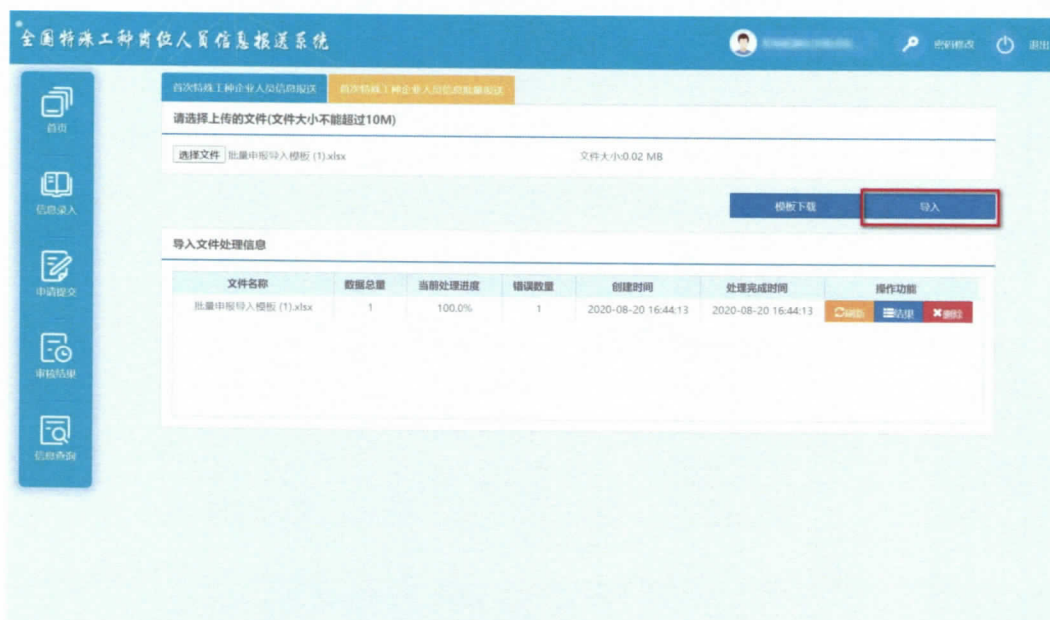 全国特殊工种岗位人员信息报送系统
密码修改
退出
首页
信息录入
申请提交
审核结果
信息查询
首次特殊工种企业人员信息报送 首次特殊工种企业人员信息批量报送
请选择上传的文件(文件大小不能超过10M)
选择文件 批量申报导入模板 (1).xlsx 文件大小:0.02 MB
模板下载 导入
导入文件处理信息
文件名称 数据总量 当前处理进度 错误数量 创建时间 处理完成时间 操作功能
批量申报导入模板 (1).xlsx 1 100.0% 1 2020-08-20 16:44:13 2020-08-20 16:44:13 刷新 结果 删除